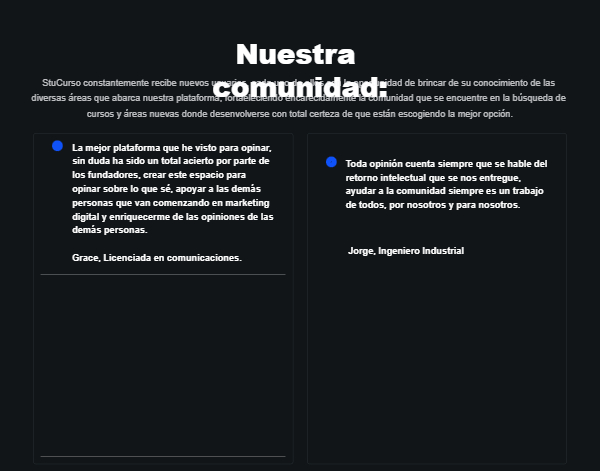 Nuestra
comunidad:
StuCurso constantemente recibe nuevos usuarios, cada uno de ellos con la oportunidad de brincar de su conocimiento de las
diversas áreas que abarca nuestra plataforma, fortaleciendo encarecidamente la comunidad que se encuentre en la búsqueda de
cursos y áreas nuevas donde desenvolverse con total certeza de que están escogiendo la mejor opción.
La mejor plataforma que he visto para opinar,
sin duda ha sido un total acierto por parte de
los fundadores, crear este espacio para
opinar sobre lo que sé, apoyar a las demás
personas que van comenzando en marketing
digital y enriquecerme de las opiniones de las
demás personas.
Grace, Licenciada en comunicaciones.
Toda opinión cuenta siempre que se hable del
retorno intelectual que se nos entregue,
ayudar a la comunidad siempre es un trabajo
de todos, por nosotros y para nosotros.
Jorge, Ingeniero Industrial